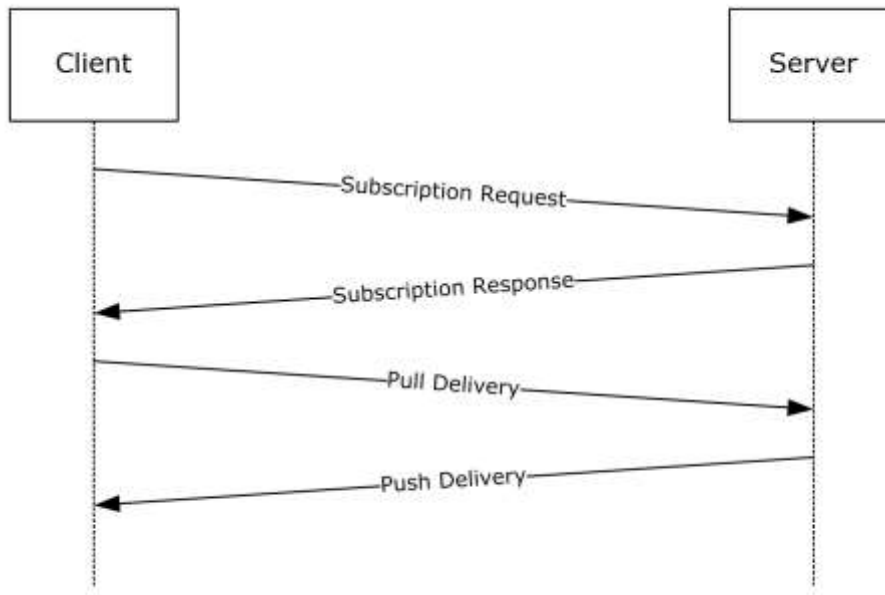 Client
Server
Subscription Request
Subscription Response
Pull Delivery
Push Delivery